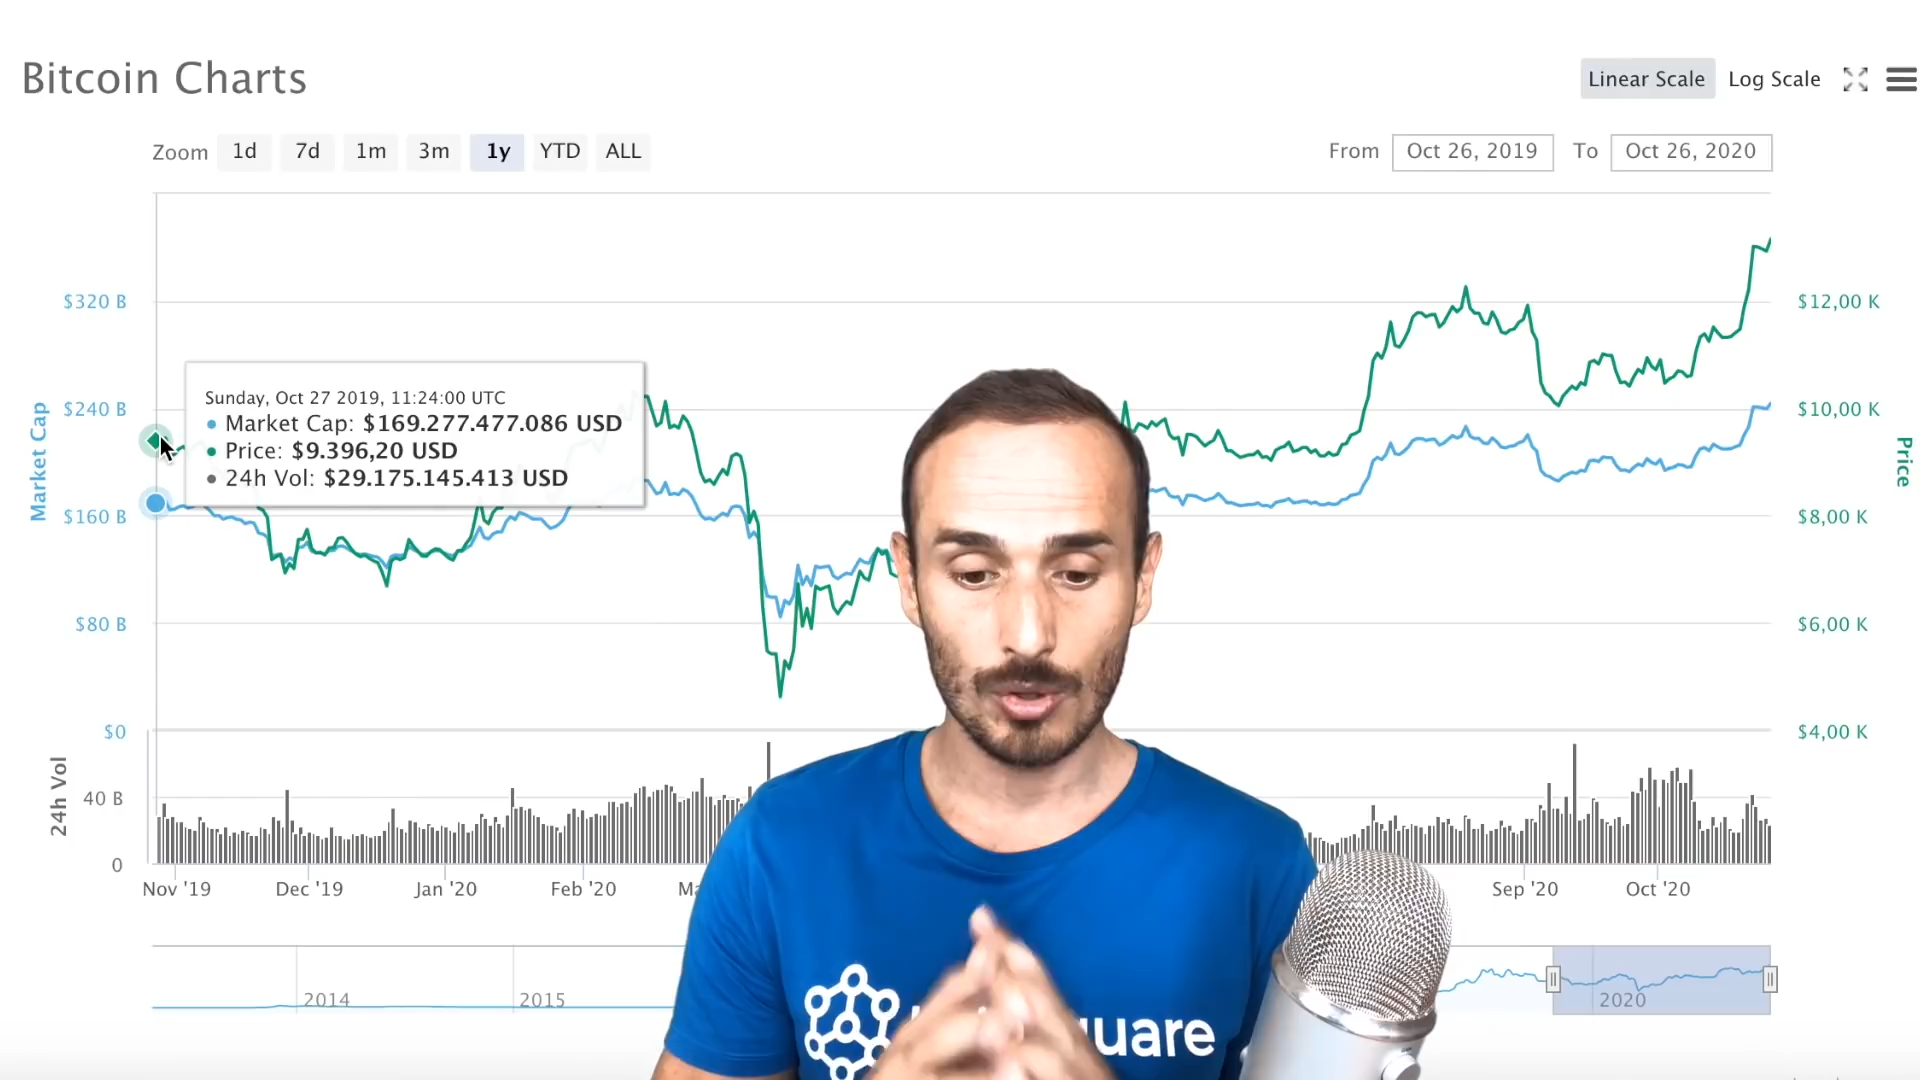 Bitcoin Charts
Linear Scale Log Scale
Zoom 1d 7d 1m 3m 1y YTD ALL
From Oct 26, 2019 To Oct 26, 2020
$320 B
$240 B
$160 B
$80 B
$0
Market Cap
Sunday, Oct 27 2019, 11:24:00 UTC
Market Cap: $169.277.477.086 USD
Price: $9.396,20 USD
24h Vol: $29.175.145.413 USD
$12,00 K
$10,00 K
$8,00 K
$6,00 K
$4,00 K
Price
24h Vol
40 B
0
Nov '19 Dec '19 Jan '20 Feb '20 Sep '20 Oct '20
2014 2015 2020